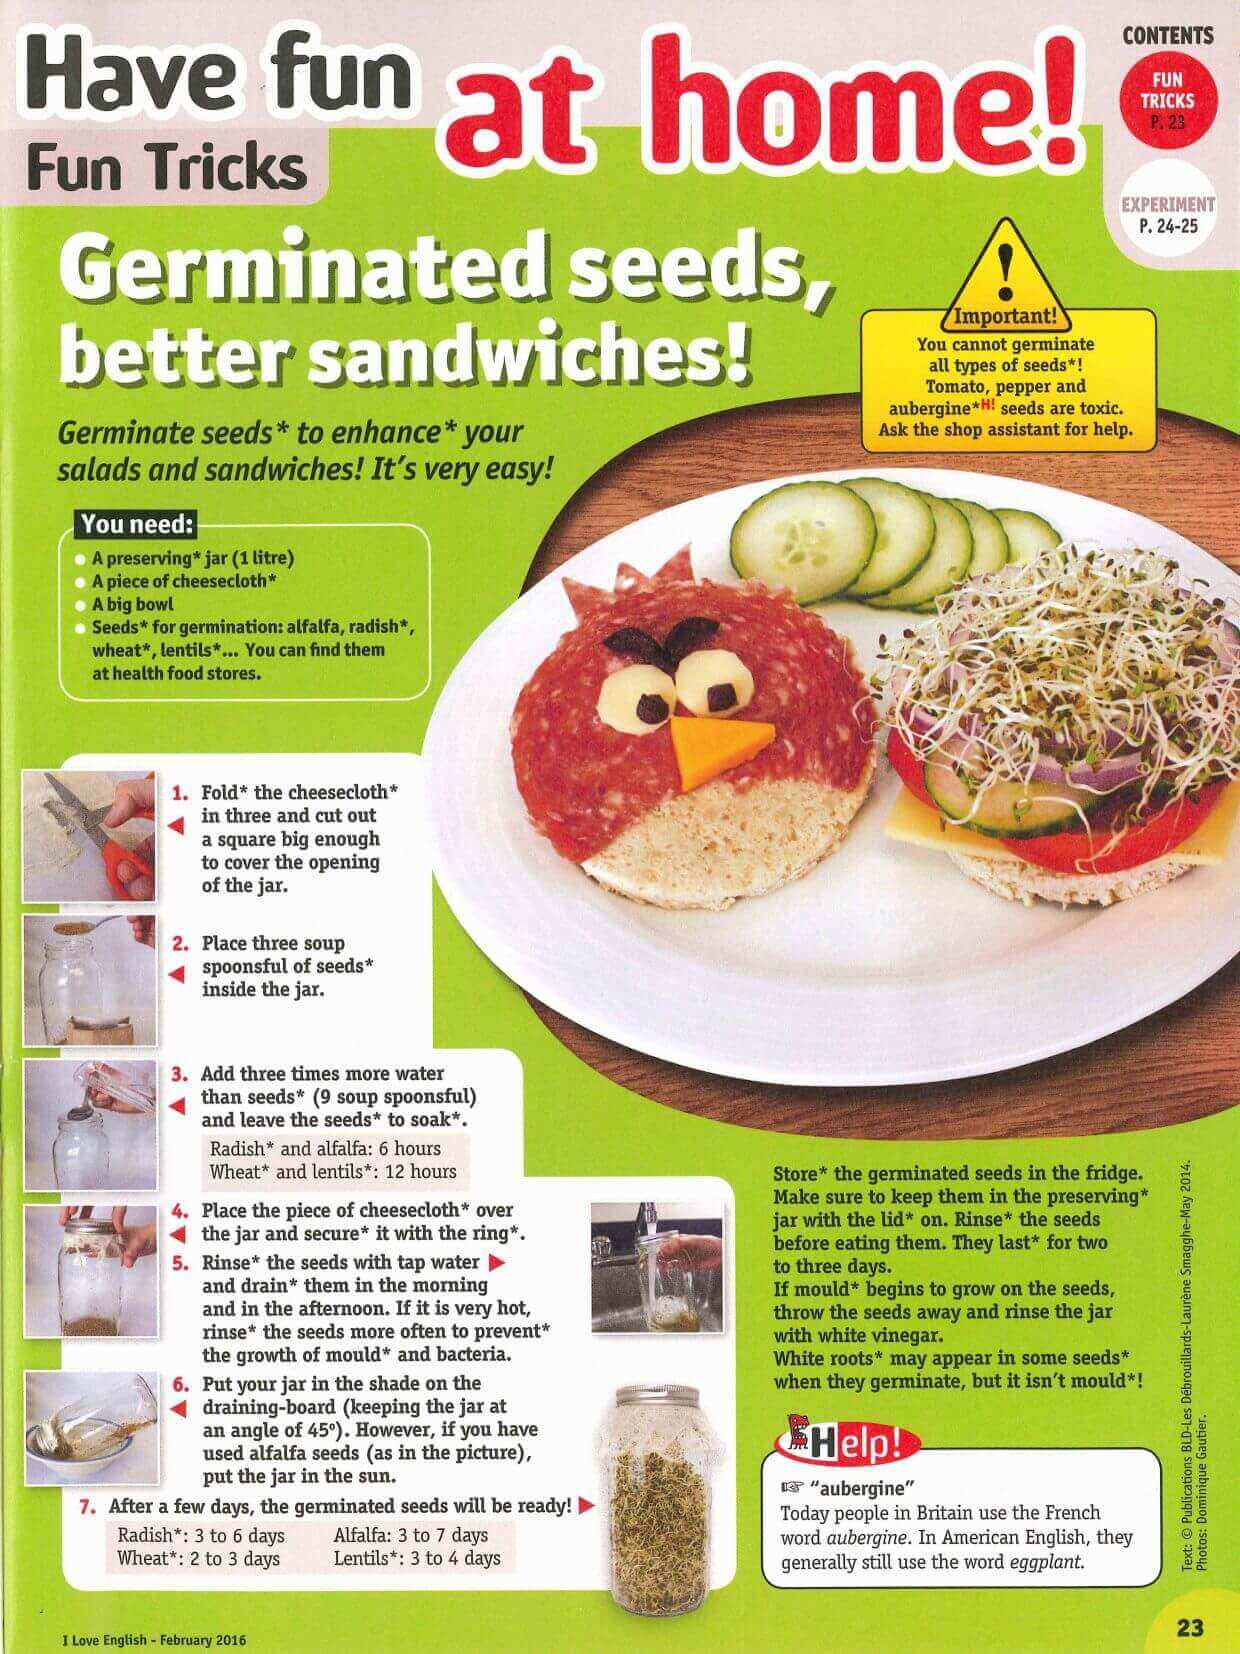 Have fun at home!
Fun Tricks
CONTENTS
FUN
TRICKS
P. 23
EXPERIMENT
P. 24-25
Germinated seeds,
better sandwiches!
Germinate seeds* to enhance* your
salads and sandwiches! It's very easy!
Important!
You cannot germinate
all types of seeds*!
Tomato, pepper and
aubergine*H! seeds are toxic.
Ask the shop assistant for help.
You need:
A preserving* jar (1 litre)
A piece of cheesecloth*
A big bowl
Seeds* for germination: alfalfa, radish*,
wheat*, lentils*... You can find them
at health food stores.
1. Fold* the cheesecloth*
in three and cut out
a square big enough
to cover the opening
of the jar.
2. Place three soup
spoonsful of seeds*
inside the jar.
3. Add three times more water
than seeds* (9 soup spoonsful)
and leave the seeds* to soak*.
Radish* and alfalfa: 6 hours
Wheat* and lentils*: 12 hours
4. Place the piece of cheesecloth* over
the jar and secure* it with the ring*.
5. Rinse* the seeds with tap water
and drain* them in the morning
and in the afternoon. If it is very hot,
rinse* the seeds more often to prevent*
the growth of mould* and bacteria.
6. Put your jar in the shade on the
draining-board (keeping the jar at
an angle of 45º). However, if you have
used alfalfa seeds (as in the picture),
put the jar in the sun.
7. After a few days, the germinated seeds will be ready!
Radish*: 3 to 6 days Alfalfa: 3 to 7 days
Wheat*: 2 to 3 days Lentils*: 3 to 4 days
Store* the germinated seeds in the fridge.
Make sure to keep them in the preserving*
jar with the lid* on. Rinse* the seeds
before eating them. They last* for two
to three days.
If mould* begins to grow on the seeds,
throw the seeds away and rinse the jar
with white vinegar.
White roots* may appear in some seeds*
when they germinate, but it isn't mould*!
Help!
"aubergine"
Today people in Britain use the French
word aubergine. In American English, they
generally still use the word eggplant.
Text: © Publications BLD-Les Débrouillards-Laurène Smagghe-May 2014.
Photos: Dominique Gautier.
I Love English - February 2016
23